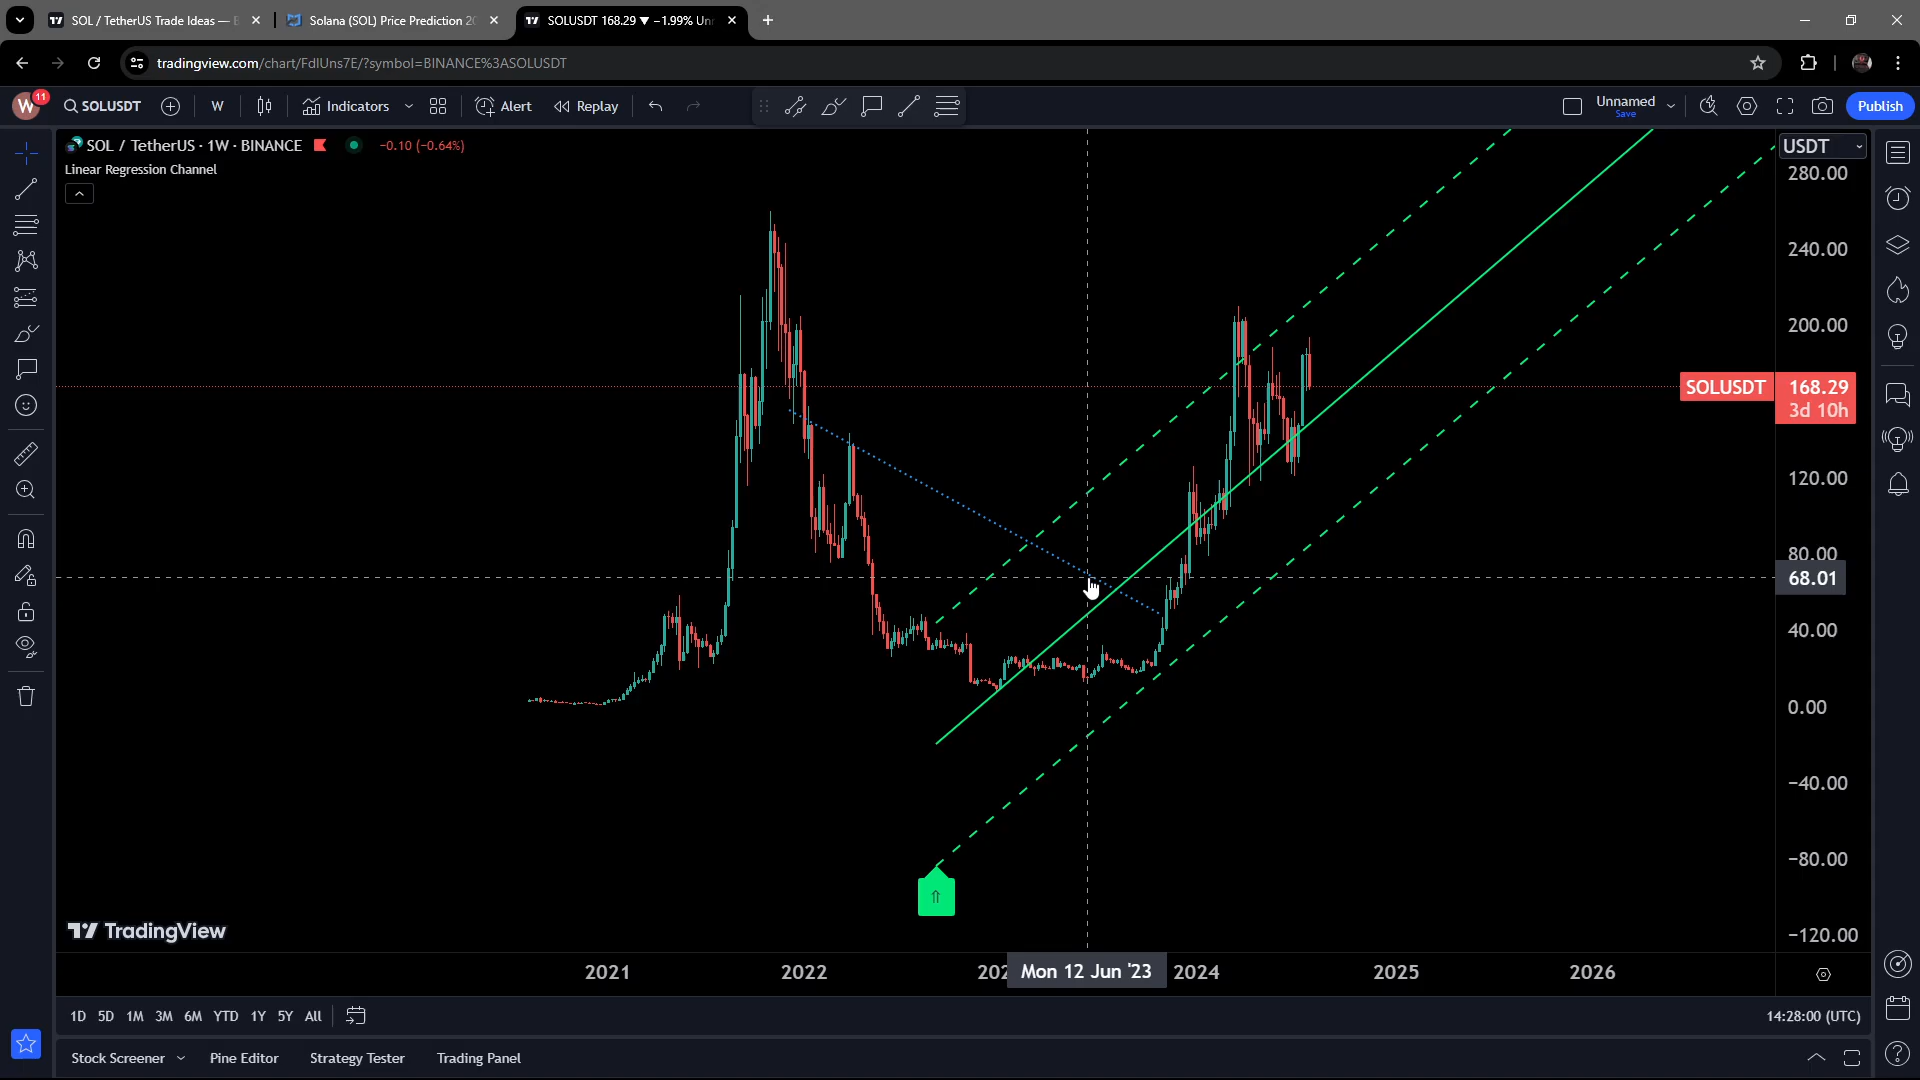 SOL / TetherUS Trade Ideas —
Solana (SOL) Price Prediction 20
SOLUSDT 168.29 ▼ −1.99% Un
tradingview.com/chart/FdIUns7E/?symbol=BINANCE%3ASOLUSDT
W 11 SOLUSDT W Indicators Alert Replay Unnamed Save Publish
SOL / TetherUS · 1W · BINANCE −0.10 (−0.64%)
Linear Regression Channel
USDT
280.00
240.00
200.00
SOLUSDT 168.29
3d 10h
120.00
80.00
68.01
40.00
0.00
−40.00
−80.00
−120.00
TradingView
2021 2022 202 Mon 12 Jun '23 2024 2025 2026
1D 5D 1M 3M 6M YTD 1Y 5Y All 14:28:00 (UTC)
Stock Screener Pine Editor Strategy Tester Trading Panel